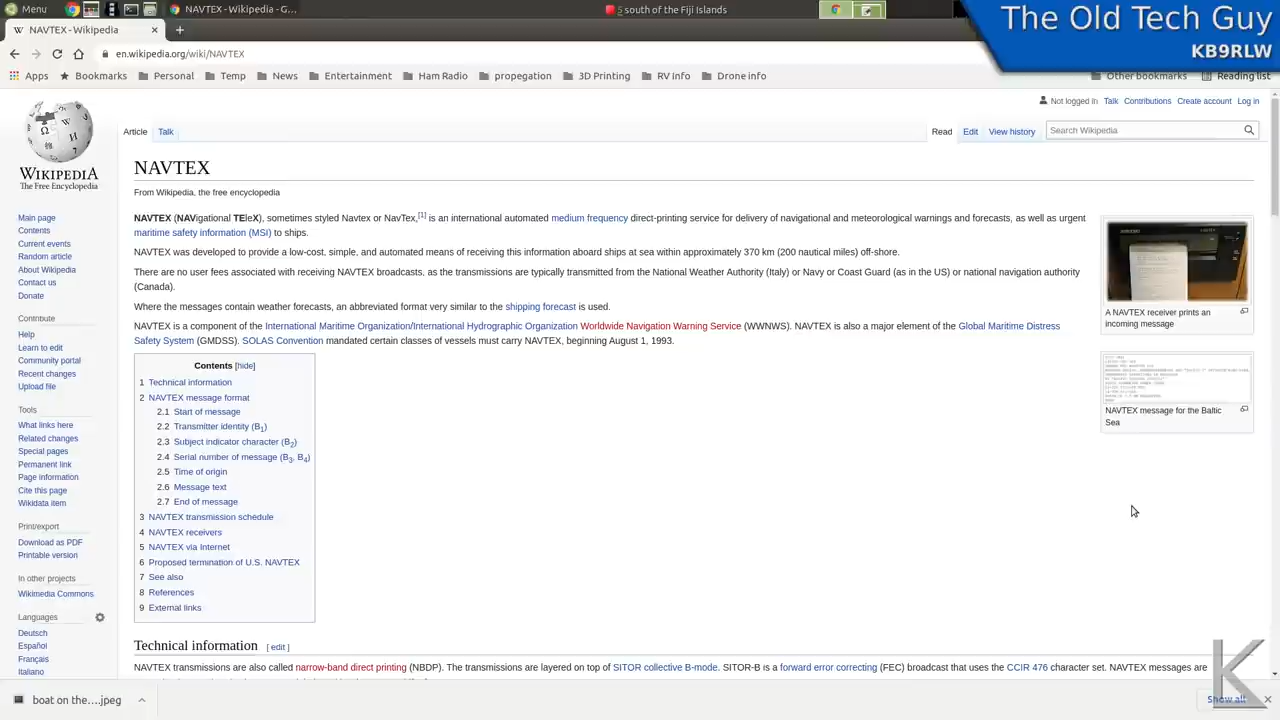 Menu
WIKIPEDIA - G...
5 south of the Fiji Islands
The Old Tech Guy
KB9RLW
NAVTEX - Wikipedia
en.wikipedia.org/wiki/NAVTEX
Apps Bookmarks Personal Temp News Entertainment Ham Radio propegation 3D Printing RV info Drone info Other bookmarks Reading list
Not logged in Talk Contributions Create account Log in
Article Talk Read Edit View history Search Wikipedia
WIKIPEDIA
The Free Encyclopedia
NAVTEX
From Wikipedia, the free encyclopedia
NAVTEX (NAVigational TEleX), sometimes styled Navtex or NavTex,[1] is an international automated medium frequency direct-printing service for delivery of navigational and meteorological warnings and forecasts, as well as urgent
maritime safety information (MSI) to ships.
NAVTEX was developed to provide a low-cost, simple, and automated means of receiving this information aboard ships at sea within approximately 370 km (200 nautical miles) off-shore.
There are no user fees associated with receiving NAVTEX broadcasts, as the transmissions are typically transmitted from the National Weather Authority (Italy) or Navy or Coast Guard (as in the US) or national navigation authority
(Canada).
Where the messages contain weather forecasts, an abbreviated format very similar to the shipping forecast is used.
NAVTEX is a component of the International Maritime Organization/International Hydrographic Organization Worldwide Navigation Warning Service (WWNWS). NAVTEX is also a major element of the Global Maritime Distress
Safety System (GMDSS). SOLAS Convention mandated certain classes of vessels must carry NAVTEX, beginning August 1, 1993.
Main page
Contents
Current events
Random article
About Wikipedia
Contact us
Donate
Contribute
Help
Learn to edit
Community portal
Recent changes
Upload file
Tools
What links here
Related changes
Special pages
Permanent link
Page information
Cite this page
Wikidata item
Print/export
Download as PDF
Printable version
In other projects
Wikimedia Commons
Languages
Deutsch
Español
Français
Italiano
Contents [hide]
1 Technical information
2 NAVTEX message format
2.1 Start of message
2.2 Transmitter identity (B1)
2.3 Subject indicator character (B2)
2.4 Serial number of message (B3, B4)
2.5 Time of origin
2.6 Message text
2.7 End of message
3 NAVTEX transmission schedule
4 NAVTEX receivers
5 NAVTEX via Internet
6 Proposed termination of U.S. NAVTEX
7 See also
8 References
9 External links
A NAVTEX receiver prints an
incoming message
NAVTEX message for the Baltic
Sea
Technical information [ edit ]
NAVTEX transmissions are also called narrow-band direct printing (NBDP). The transmissions are layered on top of SITOR collective B-mode. SITOR-B is a forward error correcting (FEC) broadcast that uses the CCIR 476 character set. NAVTEX messages are
boat on the....jpeg
Show all
K